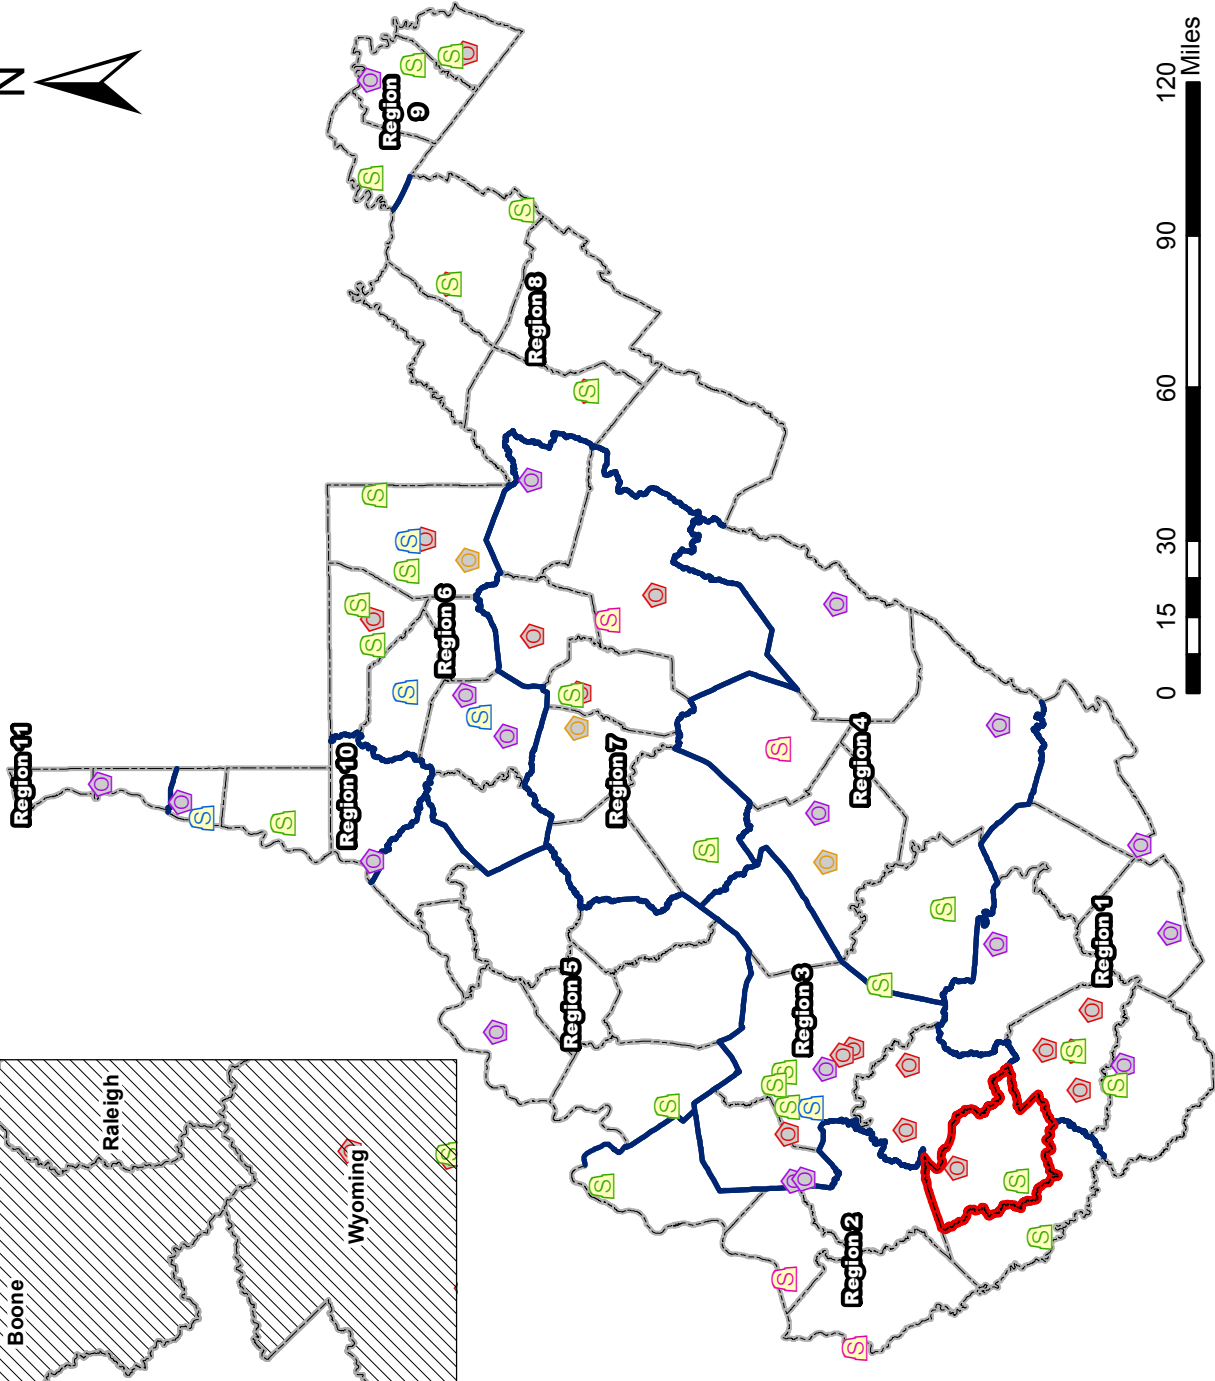 N
Region 11
Region 10
Region 6
Region 9
Region 8
Region 7
Region 5
Region 4
Region 3
Region 2
Region 1
Boone
Raleigh
Wyoming
0 15 30 60 90 120
Miles